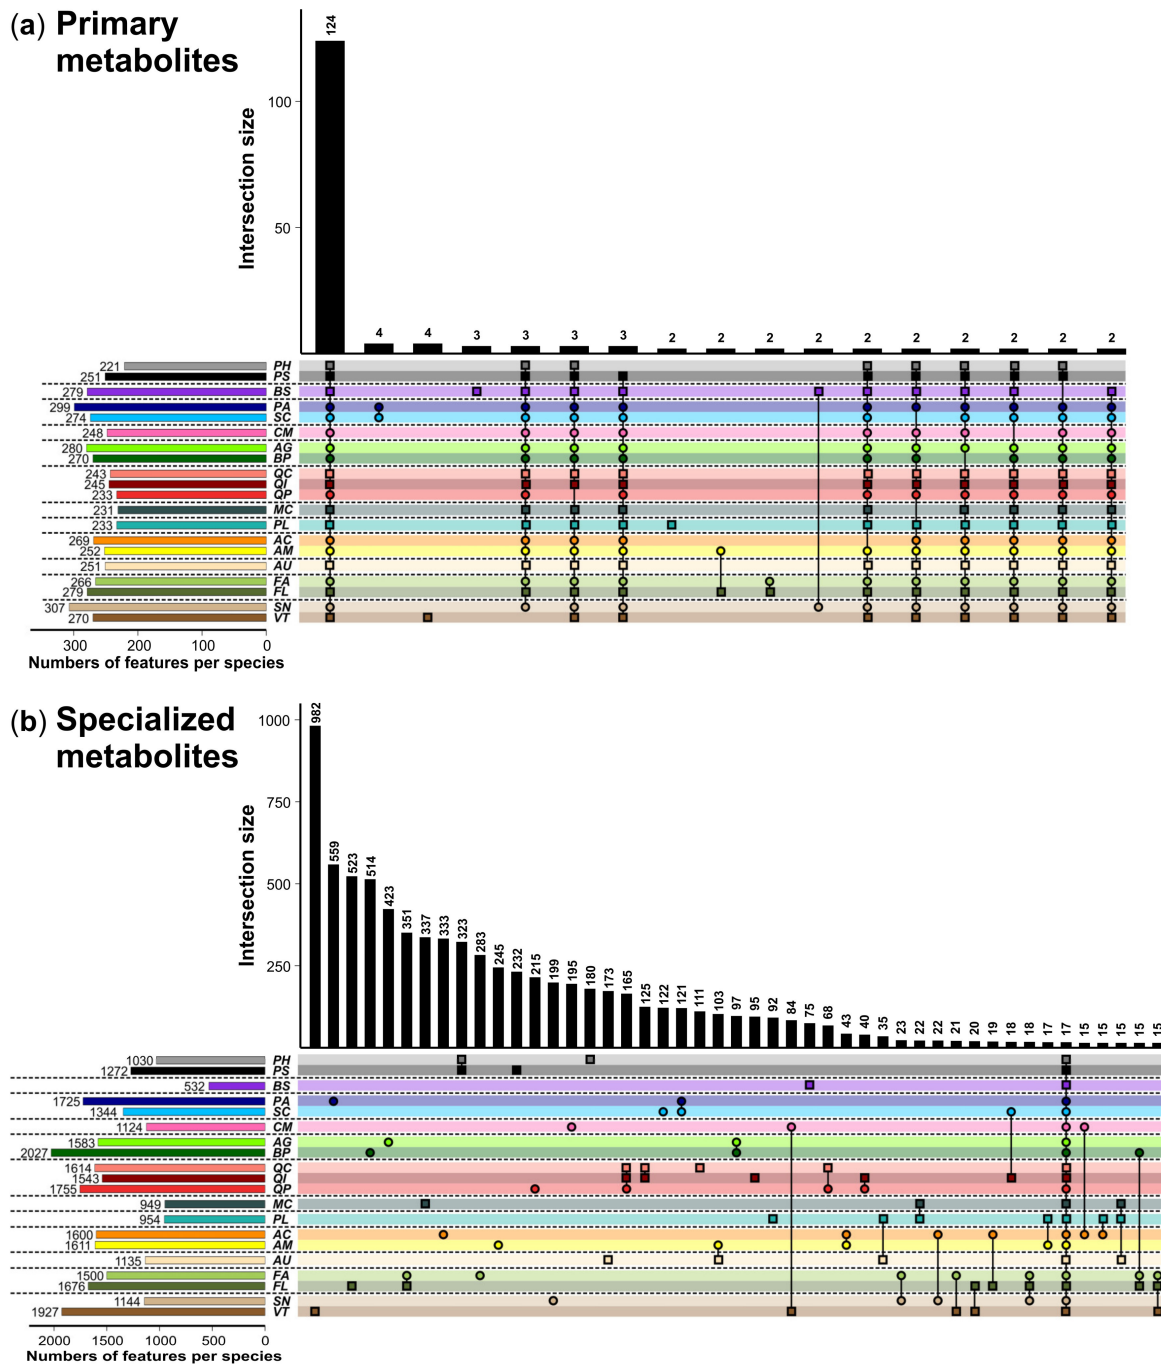 (a) Primary
metabolites
Intersection size
100
50
124
4 4 3 3 3 3 2 2 2 2 2 2 2 2 2 2
221 PH
251 PS
279 BS
299 PA
274 SC
248 CM
280 AG
270 BP
243 QC
245 QI
233 QP
231 MC
233 PL
269 AC
252 AM
251 AU
266 FA
279 FL
307 SN
270 VT
300 200 100 0
Numbers of features per species
(b) Specialized
metabolites
Intersection size
1000
750
500
250
982 559 523 514 423 351 337 333 323 283 245 232 215 199 195 180 173 165 125 122 121 111 103 97 95 92 84 75 68 43 40 35 23 22 22 21 20 19 18 18 17 17 15 15 15 15 15
1030 PH
1272 PS
532 BS
1725 PA
1344 SC
1124 CM
1583 AG
2027 BP
1614 QC
1543 QI
1755 QP
949 MC
954 PL
1600 AC
1611 AM
1135 AU
1500 FA
1676 FL
1144 SN
1927 VT
2000 1500 1000 500 0
Numbers of features per species